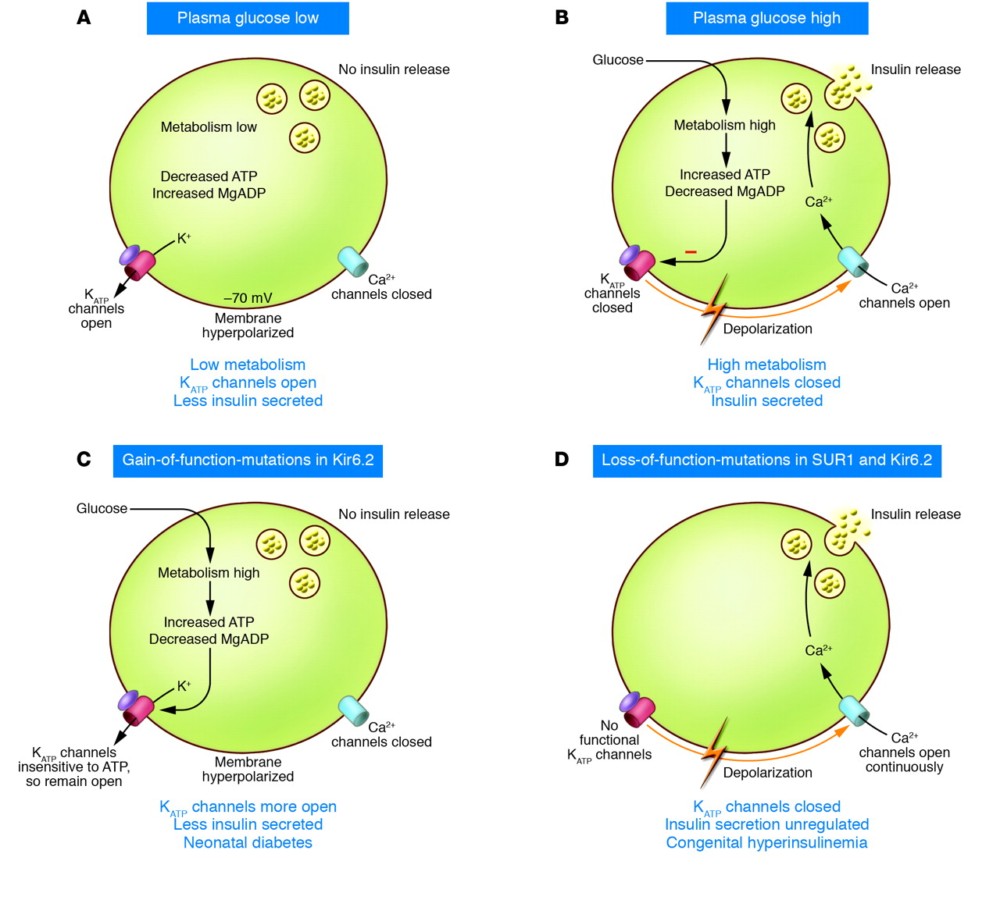 A
Plasma glucose low
No insulin release
Metabolism low
Decreased ATP
Increased MgADP
K+
KATP
channels
open
–70 mV
Membrane
hyperpolarized
Ca2+
channels closed
Low metabolism
KATP channels open
Less insulin secreted
B
Plasma glucose high
Glucose
Insulin release
Metabolism high
Increased ATP
Decreased MgADP
Ca2+
–
KATP
channels
closed
Depolarization
Ca2+
channels open
High metabolism
KATP channels closed
Insulin secreted
C
Gain-of-function-mutations in Kir6.2
Glucose
No insulin release
Metabolism high
Increased ATP
Decreased MgADP
K+
KATP channels
insensitive to ATP,
so remain open
Membrane
hyperpolarized
Ca2+
channels closed
KATP channels more open
Less insulin secreted
Neonatal diabetes
D
Loss-of-function-mutations in SUR1 and Kir6.2
Insulin release
Ca2+
No
functional
KATP channels
Depolarization
Ca2+
channels open
continuously
KATP channels closed
Insulin secretion unregulated
Congenital hyperinsulinemia